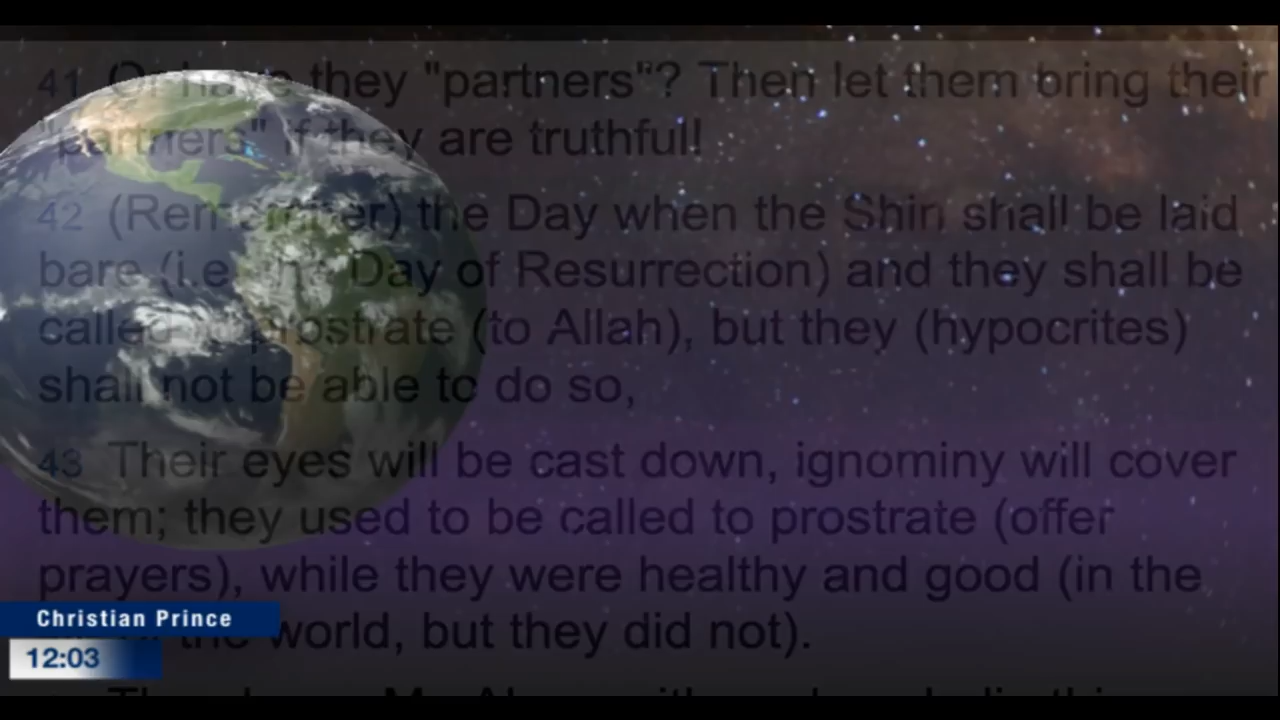 41 Or have they "partners"? Then let them bring their
"partners" if they are truthful!
42 (Remember) the Day when the Shin shall be laid
bare (i.e. Day of Resurrection) and they shall be
called prostrate (to Allah), but they (hypocrites)
shall not be able to do so,
43 Their eyes will be cast down, ignominy will cover
them; they used to be called to prostrate (offer
prayers), while they were healthy and good (in the
the world, but they did not).
Christian Prince
12:03